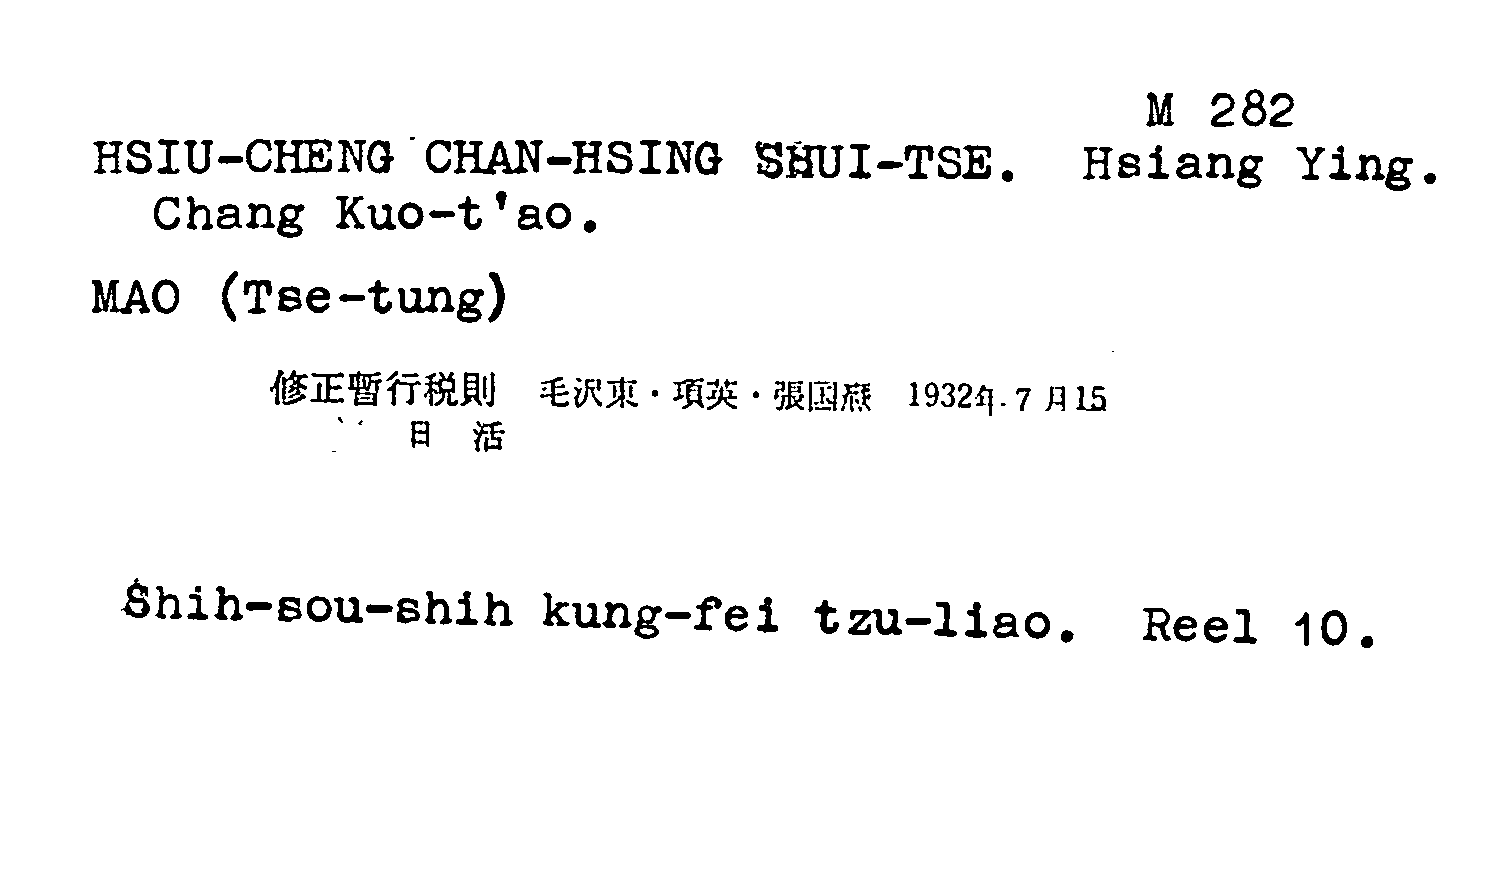 M 282
HSIU-CHENG CHAN-HSING SHUI-TSE. Hsiang Ying.
Chang Kuo-t'ao.
MAO (Tse-tung)
修正暫行税則 毛沢東・項英・張国燾 1932年.7月15
日 活
Shih-sou-shih kung-fei tzu-liao. Reel 10.